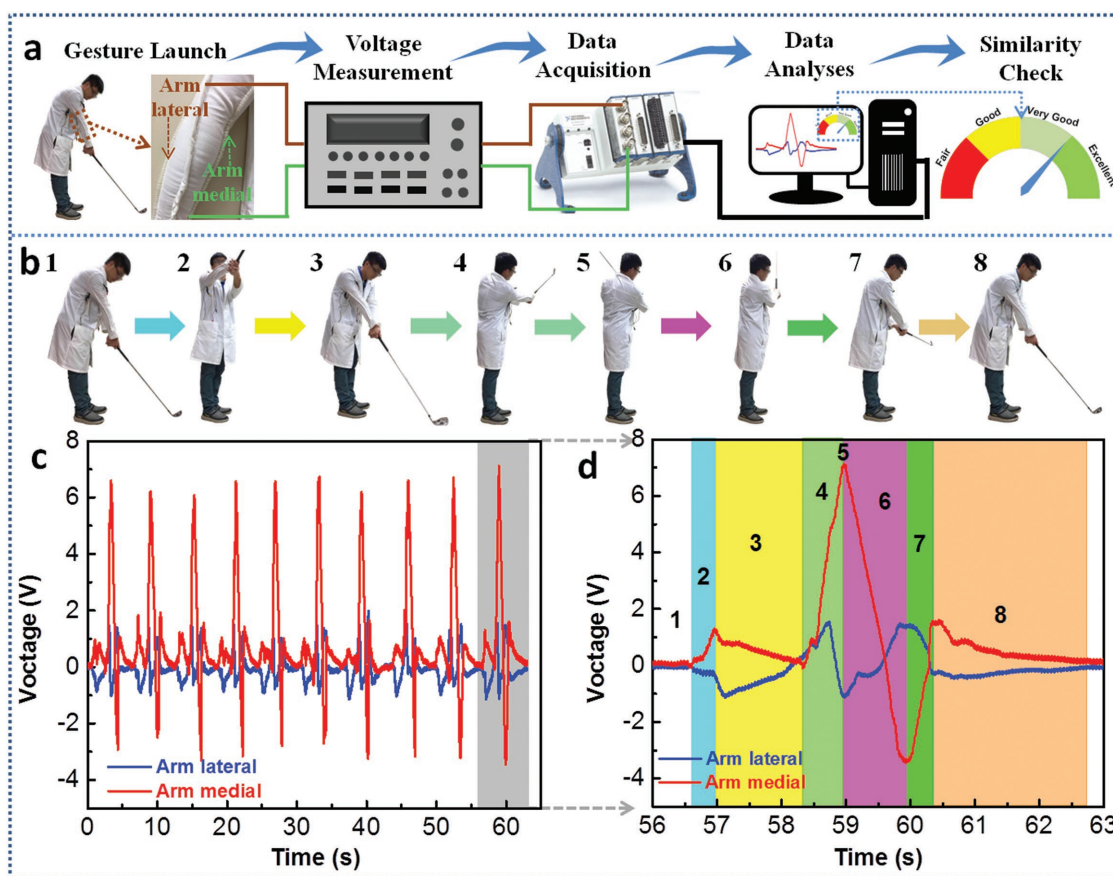 a
Gesture Launch
Voltage
Measurement
Data
Acquisition
Data
Analyses
Similarity
Check
Arm
lateral
Arm
medial
Fair
Good
Very Good
Excellent
b
1 2 3 4 5 6 7 8
c
Voctage (V)
8
6
4
2
0
-2
-4
Arm lateral
Arm medial
0 10 20 30 40 50 60
Time (s)
d
Voctage (V)
8
6
4
2
0
-2
-4
1 2 3 4 5 6 7 8
Arm lateral
Arm medial
56 57 58 59 60 61 62 63
Time (s)